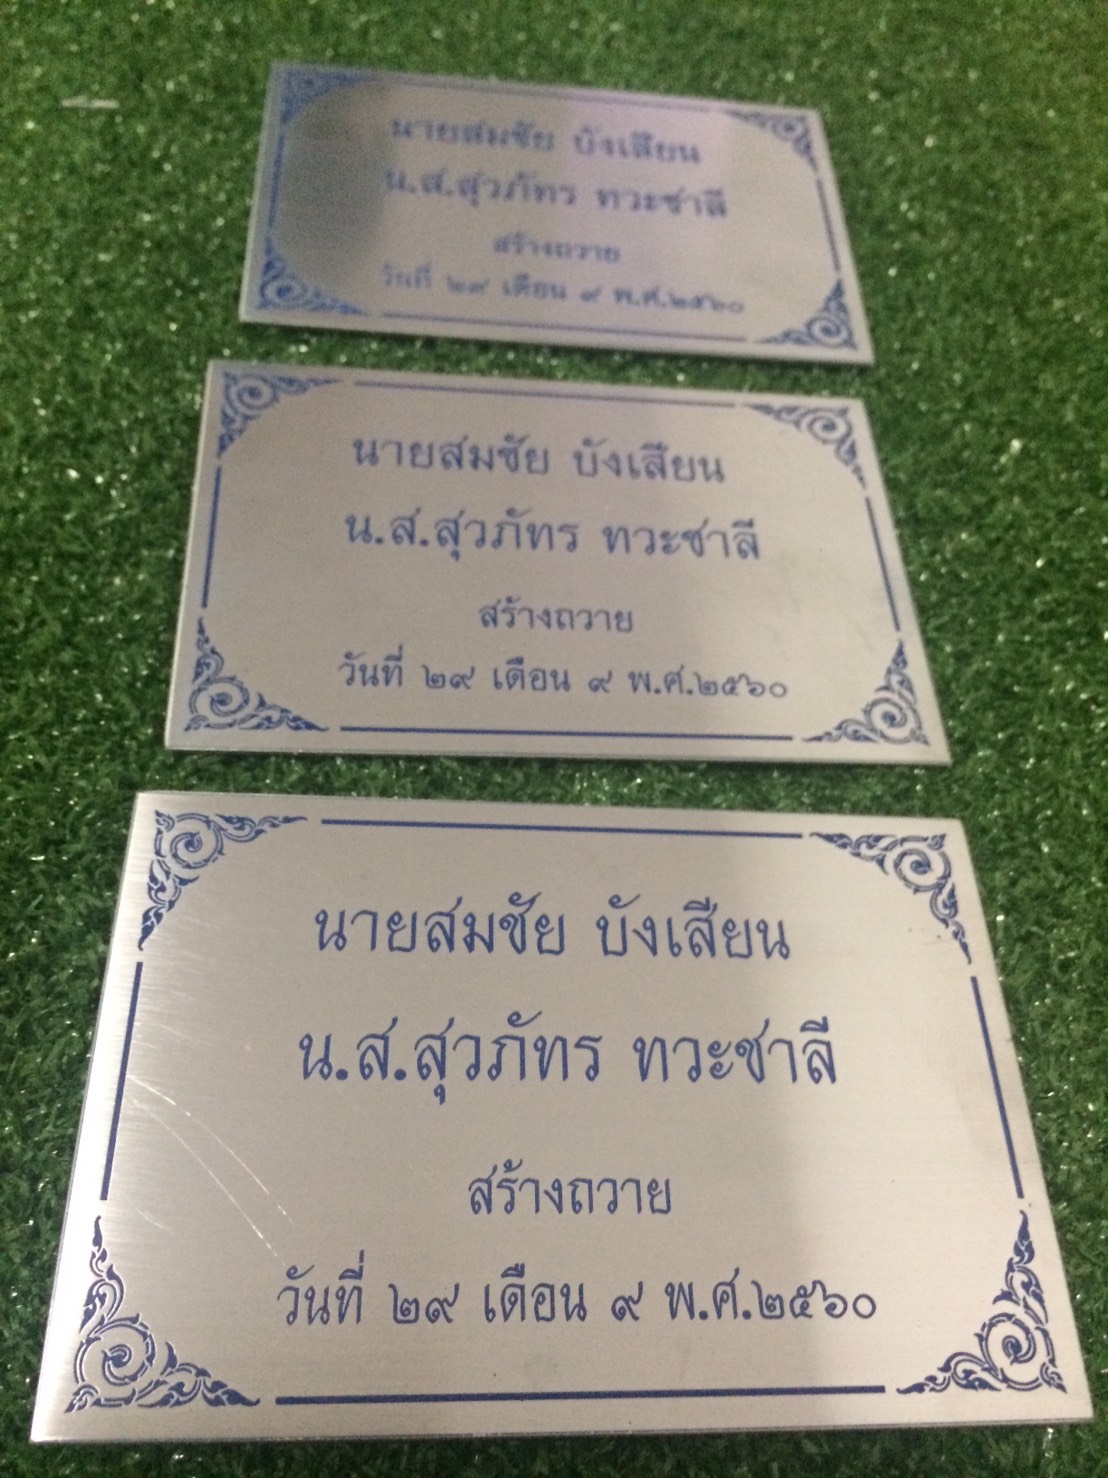 นายสมชัย บังเสียน
น.ส.สุวภัทร ทวะชาลี
สร้างถวาย
วันที่ ๒๙ เดือน ๙ พ.ศ.๒๕๖๐
นายสมชัย บังเสียน
น.ส.สุวภัทร ทวะชาลี
สร้างถวาย
วันที่ ๒๙ เดือน ๙ พ.ศ.๒๕๖๐
นายสมชัย บังเสียน
น.ส.สุวภัทร ทวะชาลี
สร้างถวาย
วันที่ ๒๙ เดือน ๙ พ.ศ.๒๕๖๐